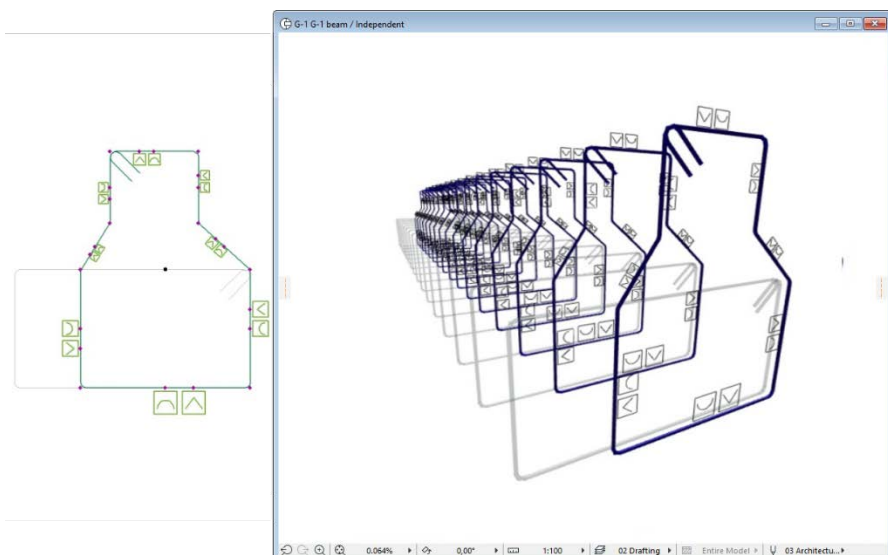 G-1 G-1 beam / Independent
0.064%
0,00°
1:100
02 Drafting
Entire Model
03 Architectu...